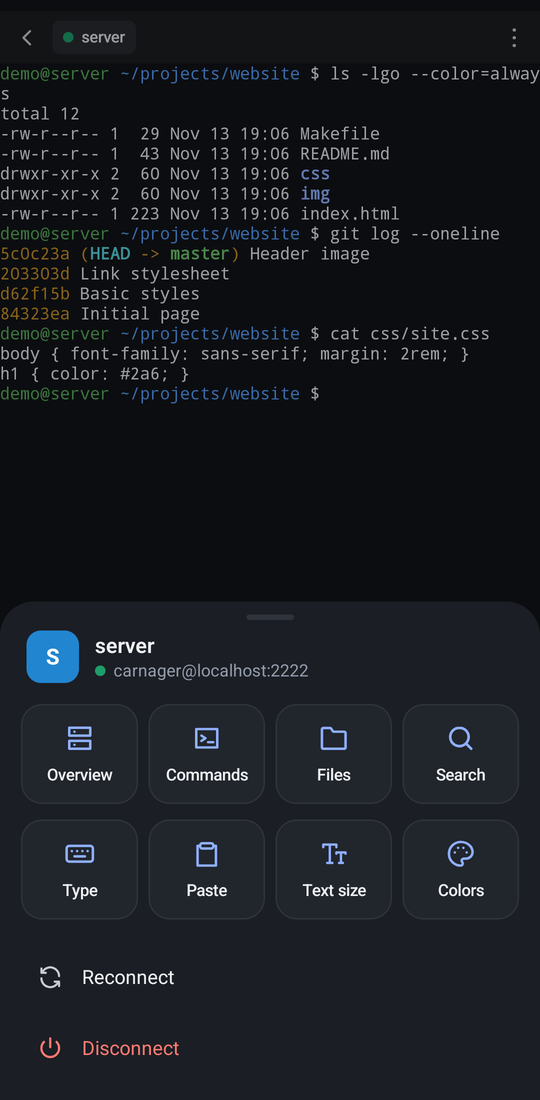 server
demo@server ~/projects/website $ ls -lgo --color=alway
s
total 12
-rw-r--r-- 1  29 Nov 13 19:06 Makefile
-rw-r--r-- 1  43 Nov 13 19:06 README.md
drwxr-xr-x 2  60 Nov 13 19:06 css
drwxr-xr-x 2  60 Nov 13 19:06 img
-rw-r--r-- 1 223 Nov 13 19:06 index.html
demo@server ~/projects/website $ git log --oneline
5c0c23a (HEAD -> master) Header image
203303d Link stylesheet
d62f15b Basic styles
84323ea Initial page
demo@server ~/projects/website $ cat css/site.css
body { font-family: sans-serif; margin: 2rem; }
h1 { color: #2a6; }
demo@server ~/projects/website $
S
server
carnager@localhost:2222
Overview
Commands
Files
Search
Type
Paste
Text size
Colors
Reconnect
Disconnect